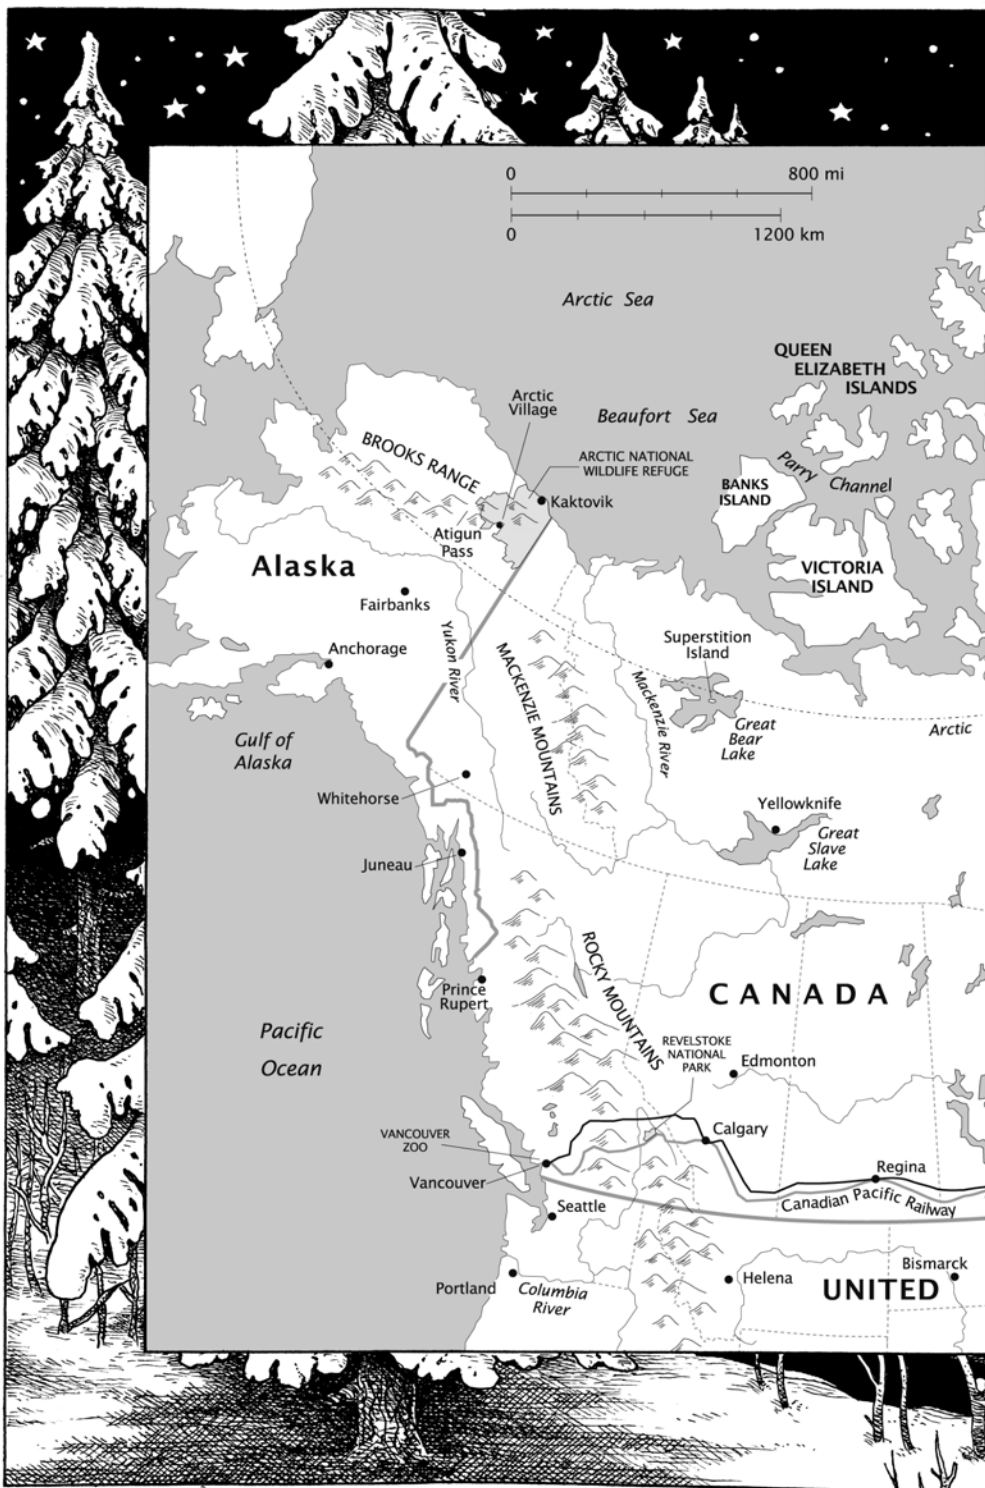 0
800 mi
0
1200 km
Arctic Sea
QUEEN
ELIZABETH
ISLANDS
Arctic
Village
Beaufort Sea
BROOKS RANGE
ARCTIC NATIONAL
WILDLIFE REFUGE
Parry Channel
BANKS
ISLAND
Kaktovik
Atigun
Pass
Alaska
VICTORIA
ISLAND
Fairbanks
Yukon River
Superstition
Island
Anchorage
MACKENZIE MOUNTAINS
Mackenzie River
Great
Bear
Lake
Arctic
Gulf of
Alaska
Whitehorse
Yellowknife
Great
Slave
Lake
Juneau
ROCKY MOUNTAINS
Prince
Rupert
CANADA
Pacific
Ocean
REVELSTOKE
NATIONAL
PARK
Edmonton
VANCOUVER
ZOO
Calgary
Vancouver
Regina
Canadian Pacific Railway
Seattle
Portland
Columbia
River
Helena
UNITED
Bismarck